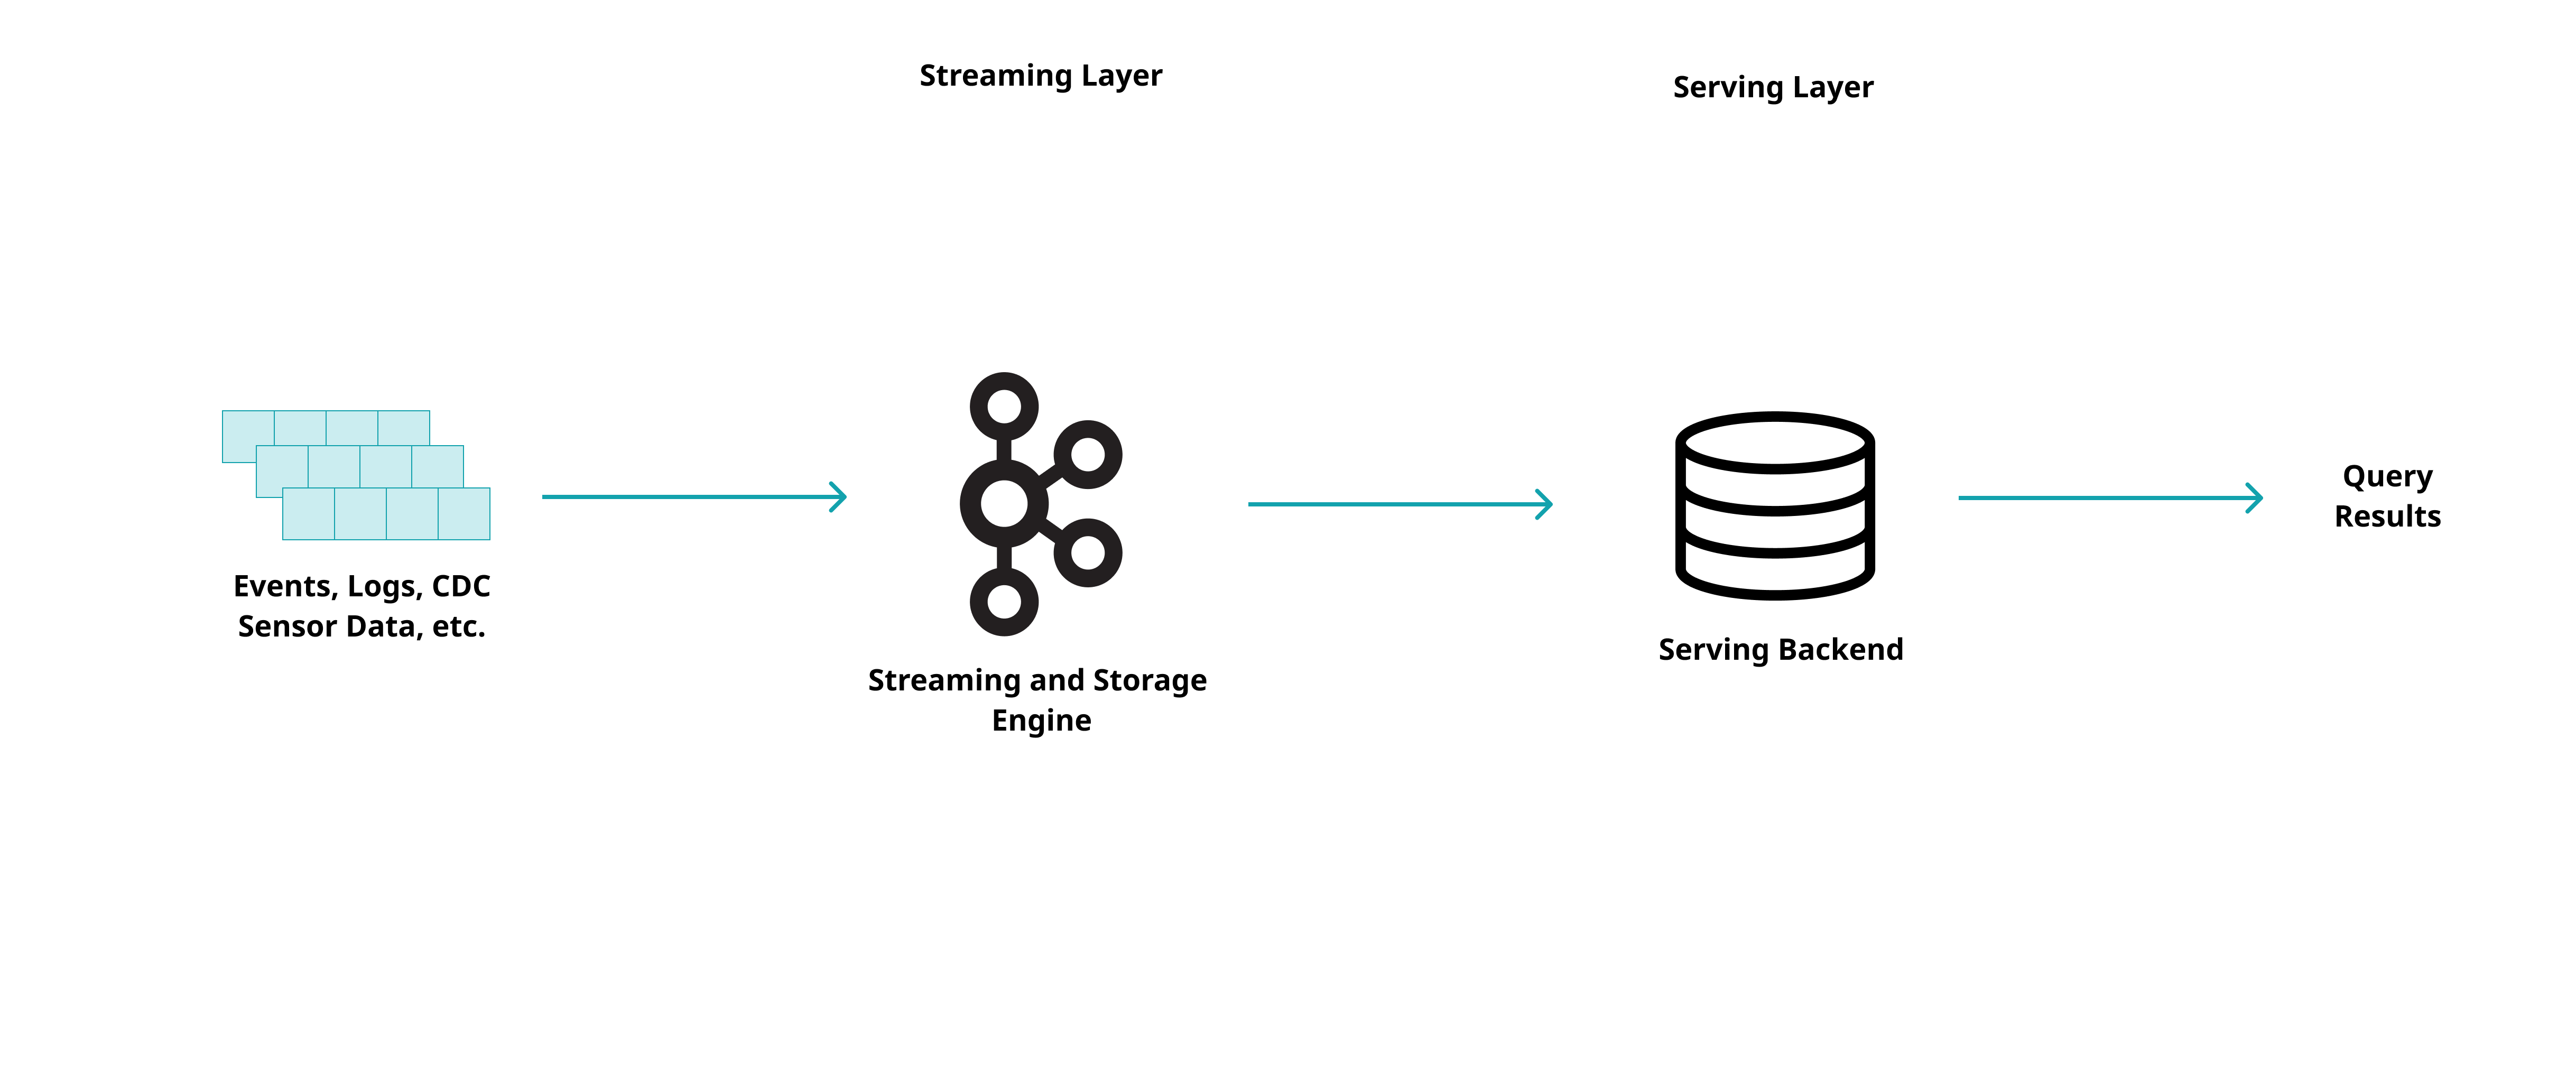 Streaming Layer
Serving Layer
Events, Logs, CDC
Sensor Data, etc.
Streaming and Storage
Engine
Serving Backend
Query
Results